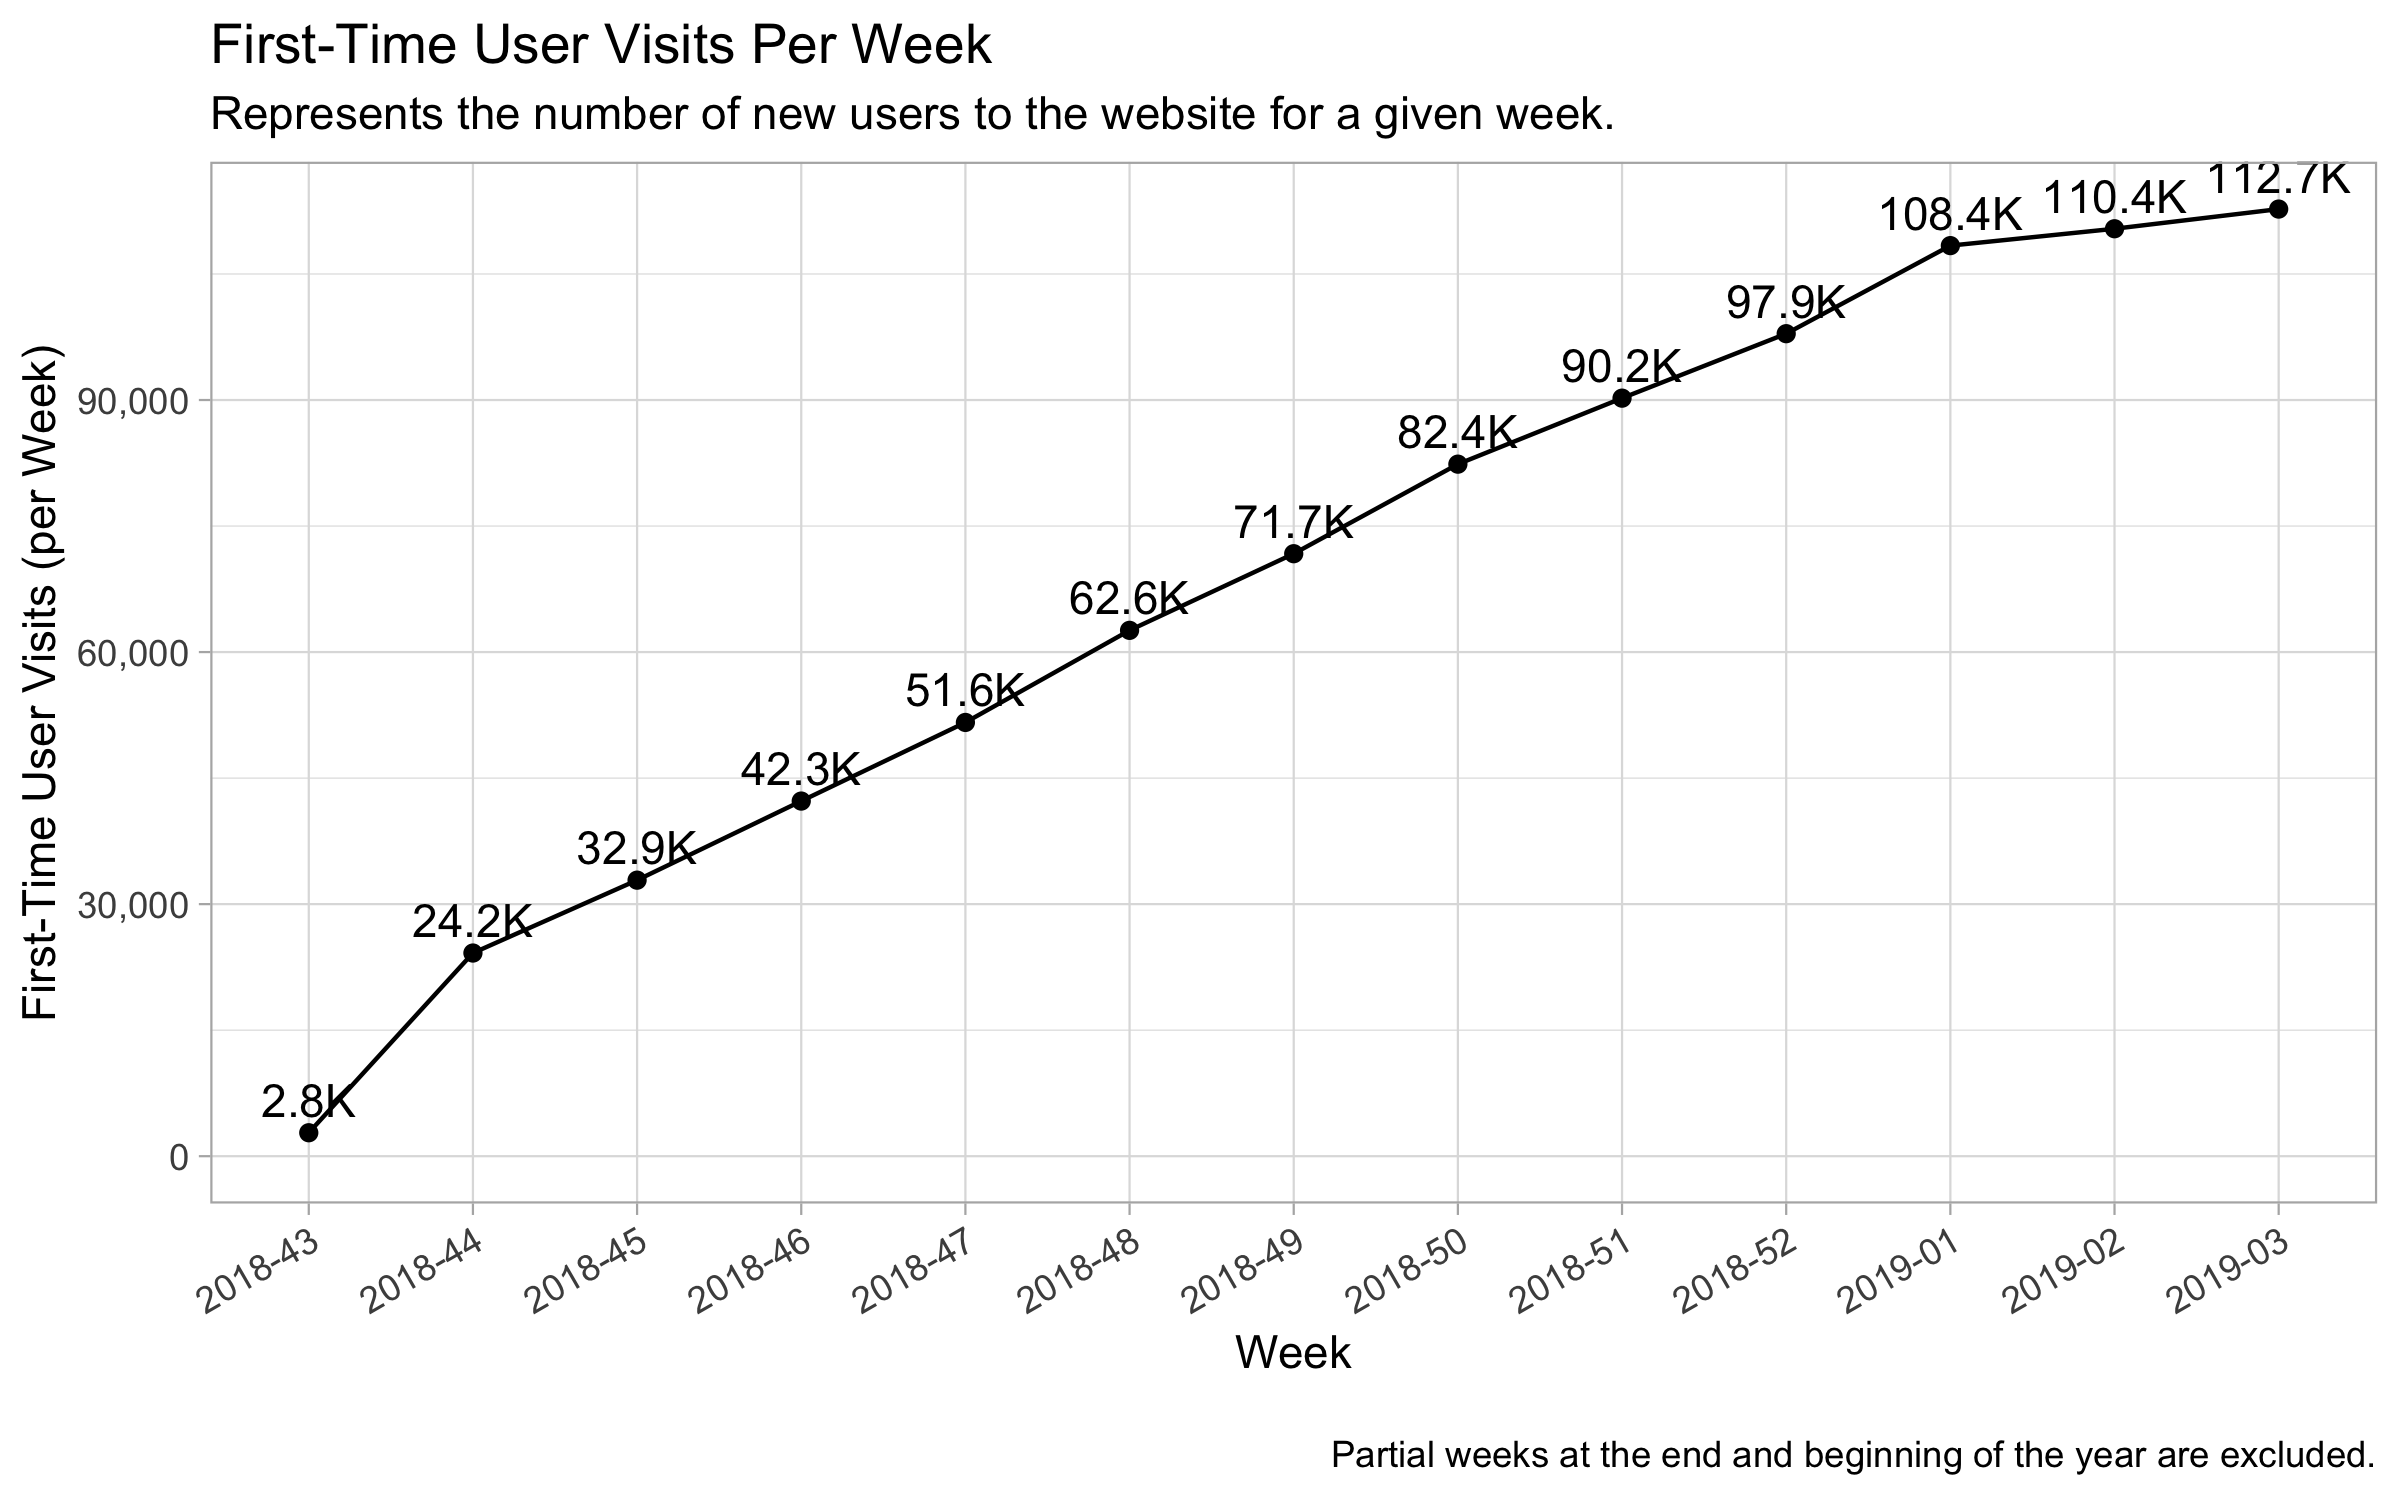 First-Time User Visits Per Week
Represents the number of new users to the website for a given week.
First-Time User Visits (per Week)
90,000
60,000
30,000
0
2.8K
24.2K
32.9K
42.3K
51.6K
62.6K
71.7K
82.4K
90.2K
97.9K
108.4K
110.4K
112.7K
2018-43
2018-44
2018-45
2018-46
2018-47
2018-48
2018-49
2018-50
2018-51
2018-52
2019-01
2019-02
2019-03
Week
Partial weeks at the end and beginning of the year are excluded.